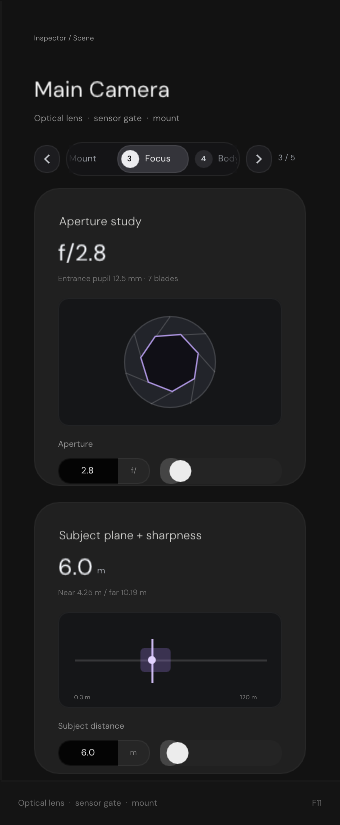 Inspector / Scene
Main Camera
Optical lens · sensor gate · mount
Mount 3 Focus 4 Bod 3 / 5
Aperture study
f/2.8
Entrance pupil 12.5 mm · 7 blades
Aperture
2.8 f/
Subject plane + sharpness
6.0 m
Near 4.25 m / far 10.19 m
0.3 m 120 m
Subject distance
6.0 m
Optical lens · sensor gate · mount F11